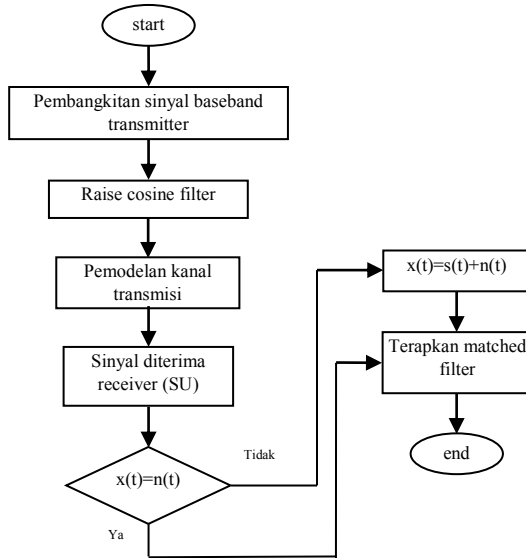 start
Pembangkitan sinyal baseband
transmitter
Raise cosine filter
Pemodelan kanal
transmisi
Sinyal diterima
receiver (SU)
x(t)=n(t)
Tidak
Ya
x(t)=s(t)+n(t)
Terapkan matched
filter
end